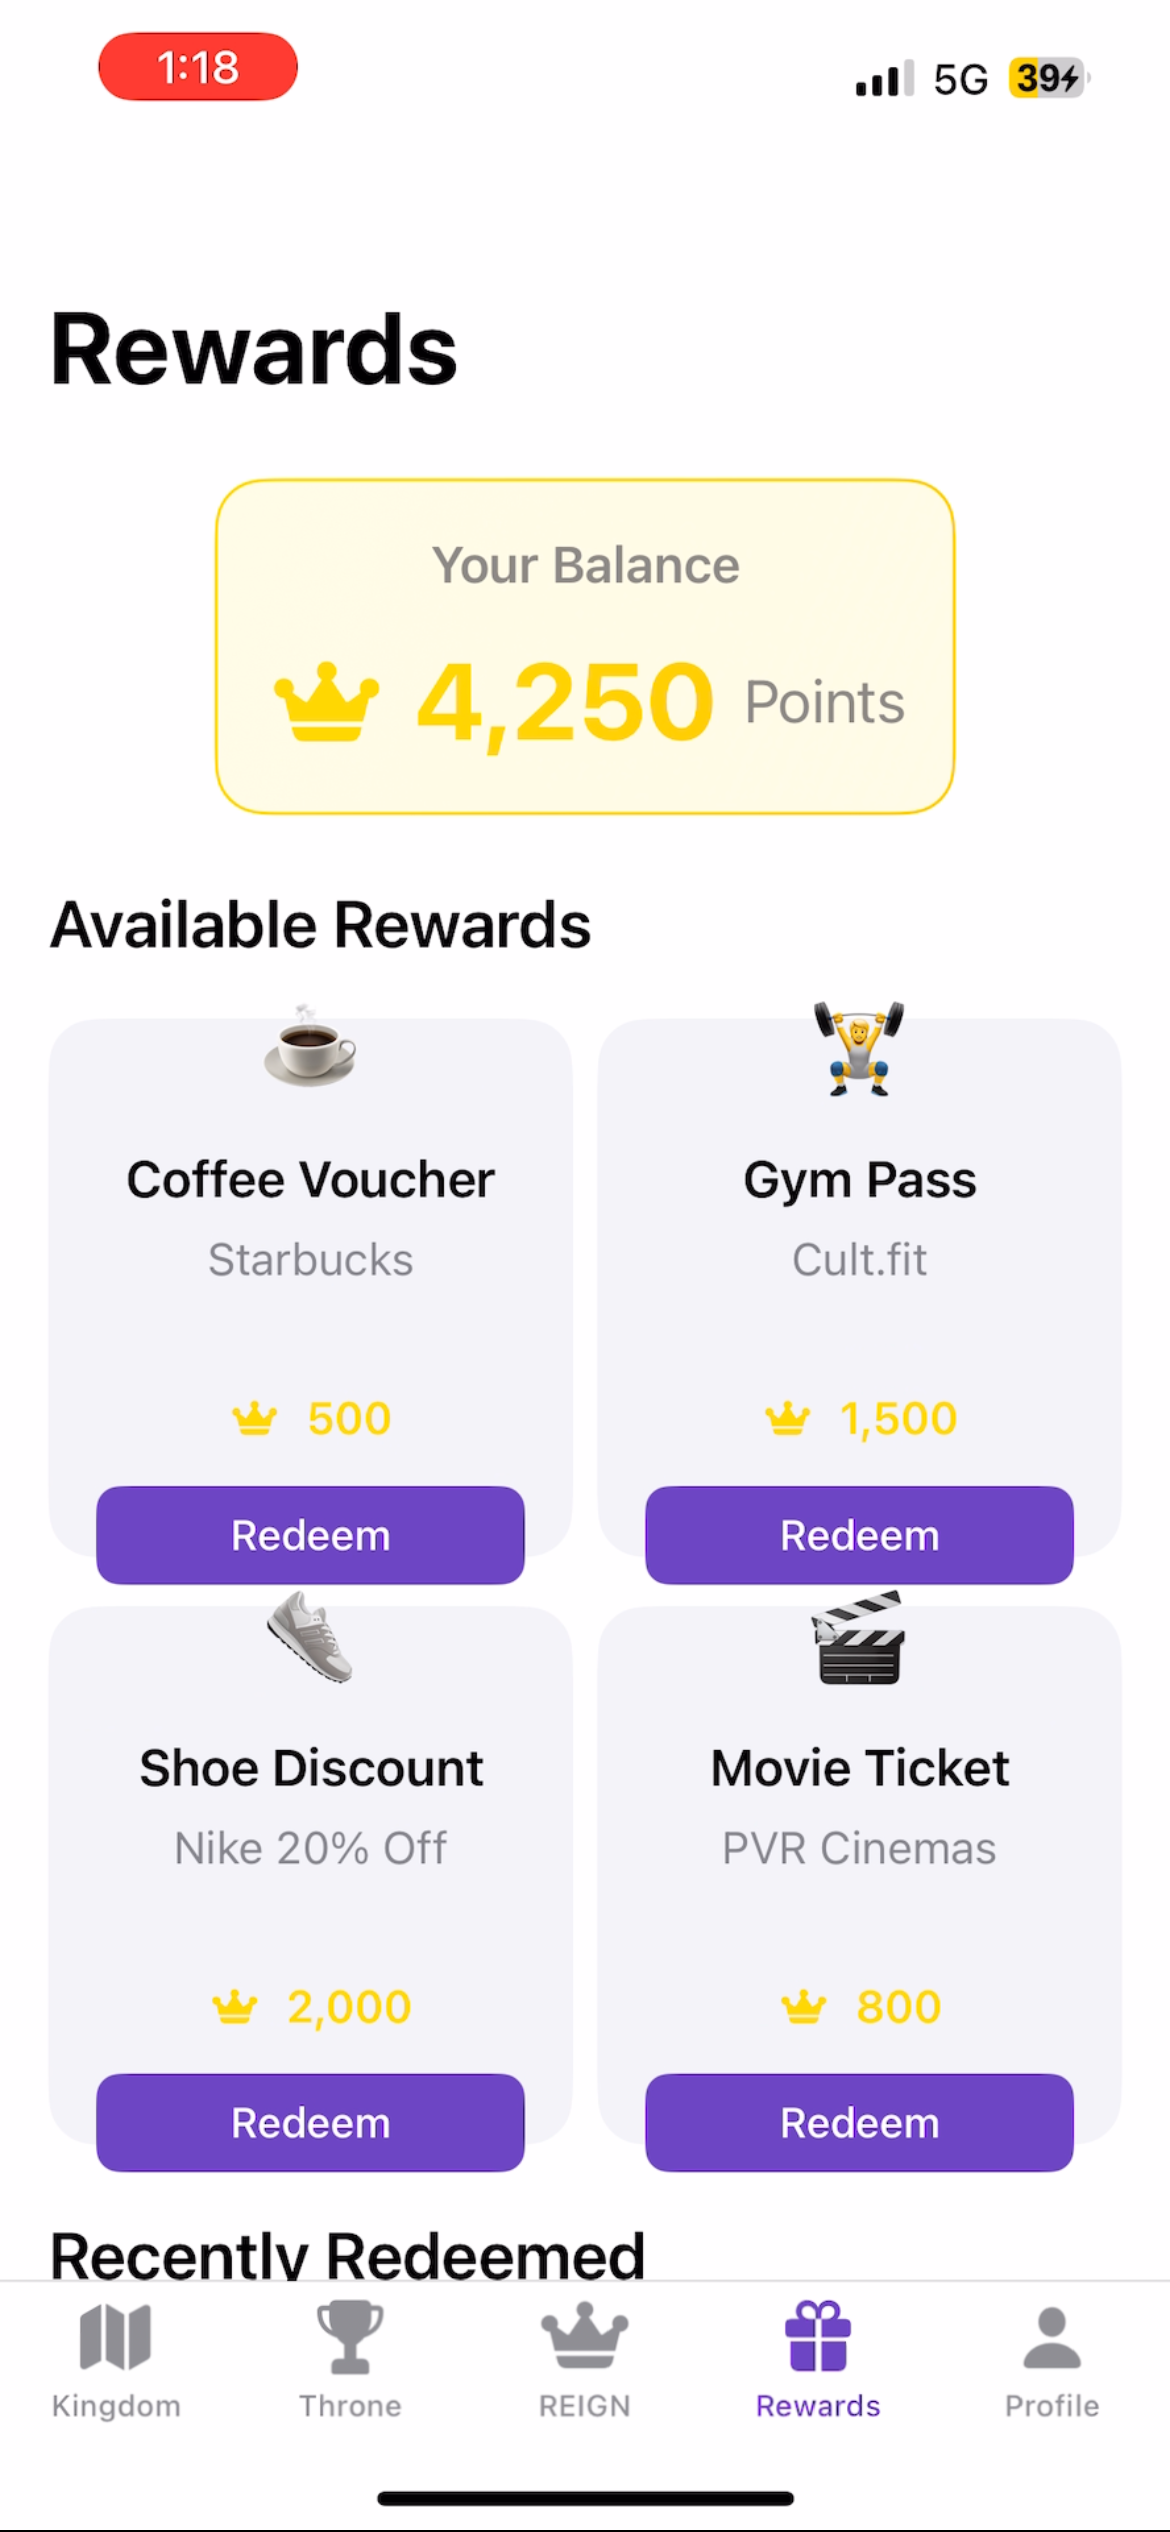 1:18
5G 39
Rewards
Your Balance
4,250 Points
Available Rewards
Coffee Voucher
Starbucks
500
Redeem
Gym Pass
Cult.fit
1,500
Redeem
Shoe Discount
Nike 20% Off
2,000
Redeem
Movie Ticket
PVR Cinemas
800
Redeem
Recently Redeemed
Kingdom
Throne
REIGN
Rewards
Profile